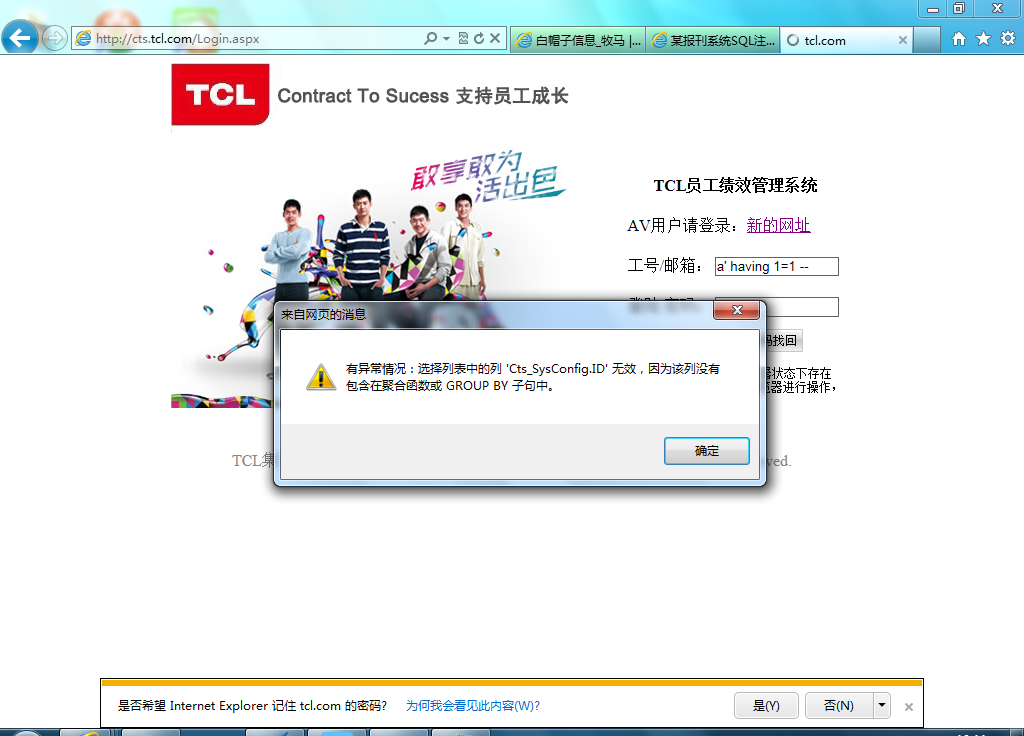 http://cts.tcl.com/Login.aspx
白帽子信息_牧马 |...
某报刊系统SQL注...
tcl.com
TCL
Contract To Sucess 支持员工成长
敢享敢为
活出色
TCL员工绩效管理系统
AV用户请登录：新的网址
工号/邮箱： a' having 1=1 --
码找回
器状态下存在
览器进行操作，
来自网页的消息
有异常情况：选择列表中的列 'Cts_SysConfig.ID' 无效，因为该列没有
包含在聚合函数或 GROUP BY 子句中。
确定
TCL集
ved.
是否希望 Internet Explorer 记住 tcl.com 的密码?
为何我会看见此内容(W)?
是(Y)
否(N)